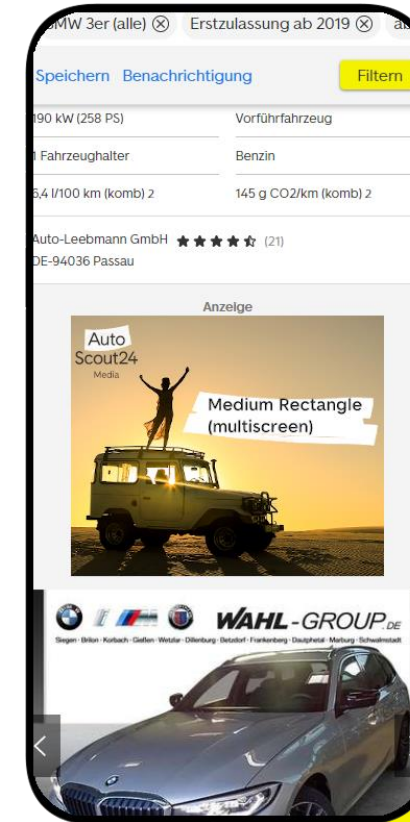 BMW 3er (alle) Erstzulassung ab 2019 ab
Speichern Benachrichtigung Filtern
190 kW (258 PS) Vorführfahrzeug
1 Fahrzeughalter Benzin
6,4 l/100 km (komb) 2 145 g CO2/km (komb) 2
Auto-Leebmann GmbH (21)
DE-94036 Passau
Anzeige
Auto
Scout24
Media
Medium Rectangle
(multiscreen)
WAHL-GROUP.DE
Siegen · Brilon · Korbach · Gießen · Wetzlar · Dillenburg · Betzdorf · Frankenberg · Dautphetal · Marburg · Schwalmstadt